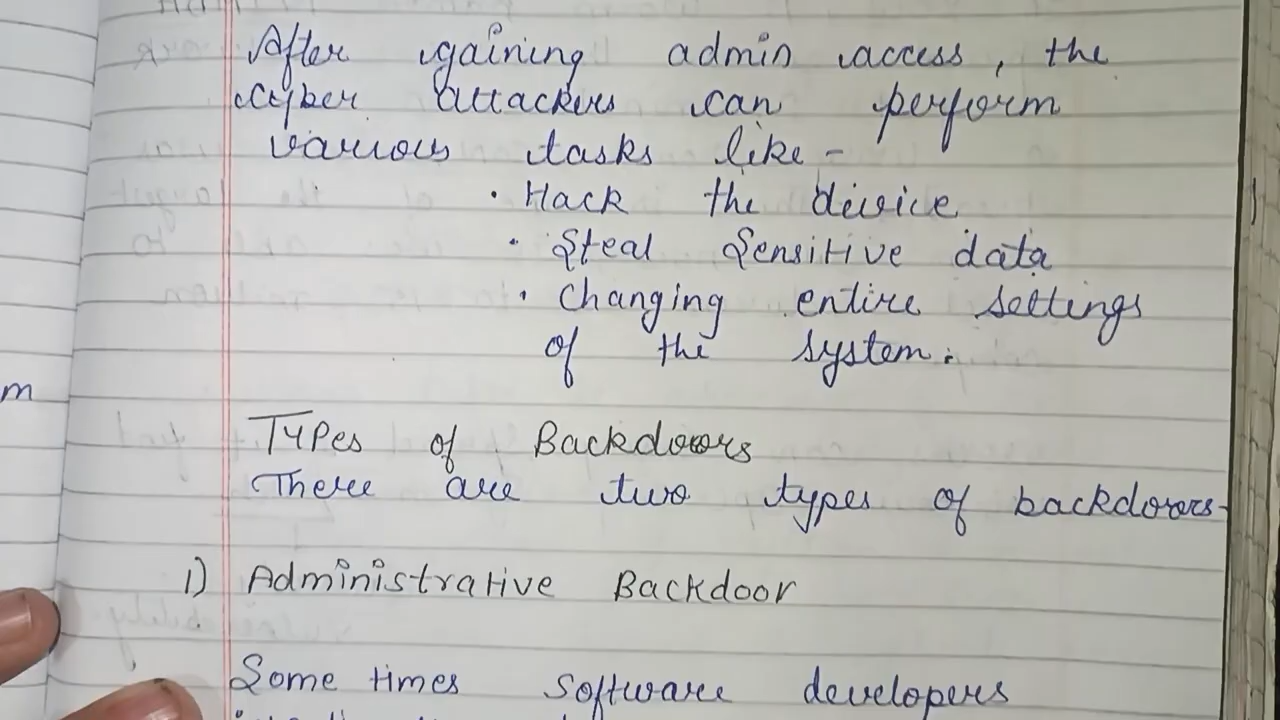 After gaining admin access, the
Cyber attackers can perform
various tasks like -
· Hack the device
· Steal Sensitive data
· Changing entire settings
of the system.
m
Types of Backdoors
There are two types of backdoors-
1) Administrative Backdoor
Some times software developers